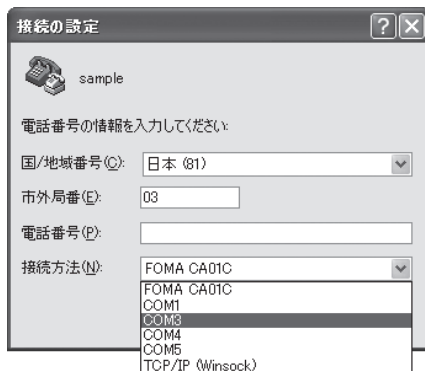 接続の設定
sample
電話番号の情報を入力してください:
国/地域番号(C): 日本 (81)
市外局番(E): 03
電話番号(P):
接続方法(N): FOMA CA01C
FOMA CA01C
COM1
COM3
COM4
COM5
TCP/IP (Winsock)